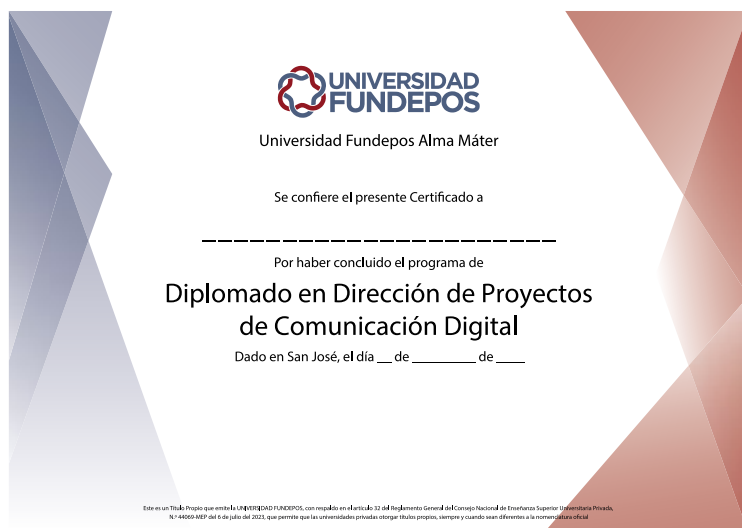 UNIVERSIDAD
FUNDEPOS
Universidad Fundepos Alma Máter
Se confiere el presente Certificado a
_ _ _ _ _ _ _ _ _ _ _ _ _ _ _ _ _ _ _ _ _ _
Por haber concluido el programa de
Diplomado en Dirección de Proyectos
de Comunicación Digital
Dado en San José, el día __ de _________ de ____
Este es un Título Propio que emite la UNIVERSIDAD FUNDEPOS, con respaldo en el artículo 32 del Reglamento General del Consejo Nacional de Enseñanza Superior Universitaria Privada,
N.º 44069-MEP del 6 de julio del 2023, que permite que las universidades privadas otorgar títulos propios, siempre y cuando sean diferentes a la nomenclatura oficial